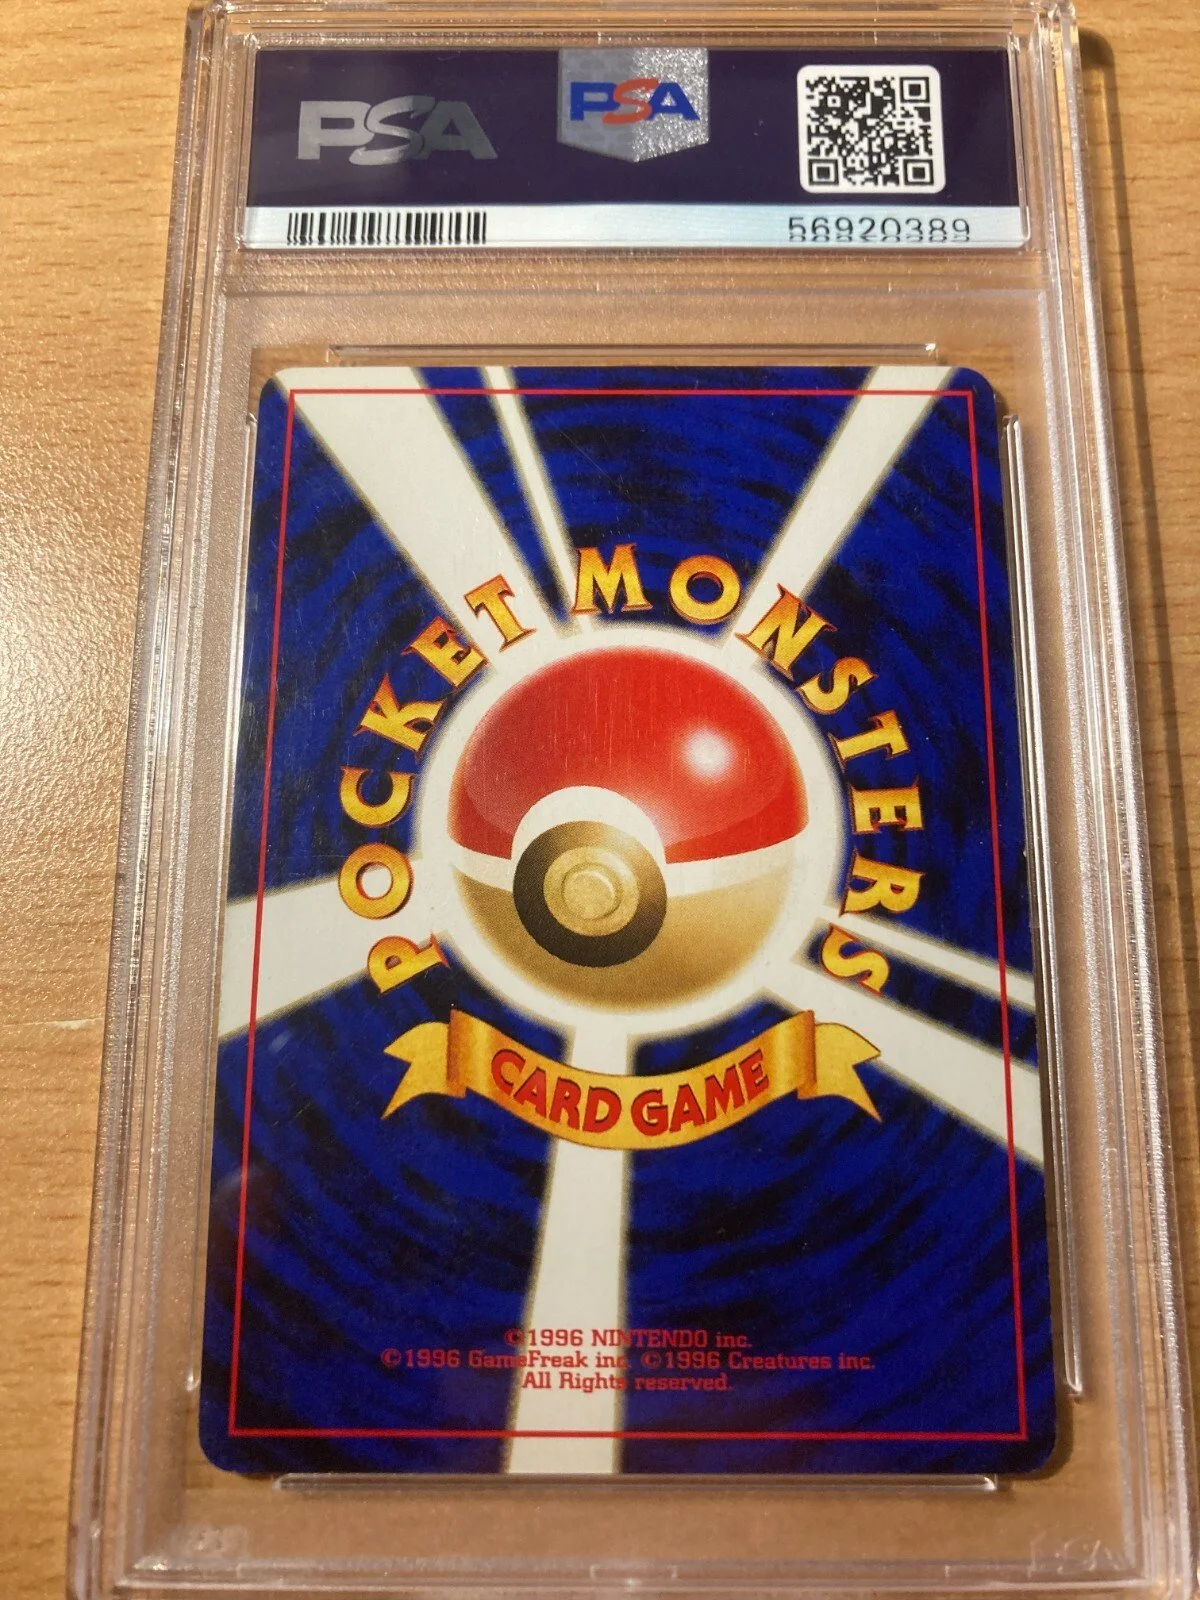 PSA
PSA
56920389
POCKET MONSTERS
CARD GAME
©1996 NINTENDO inc.
©1996 GameFreak inc. ©1996 Creatures inc.
All Rights reserved.